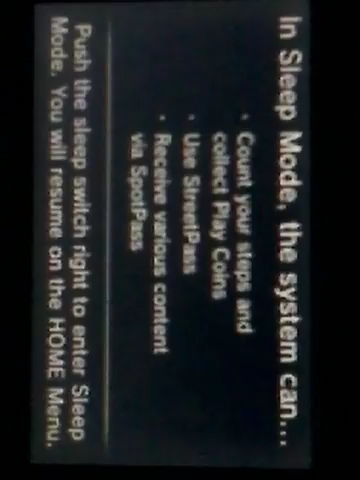 In Sleep Mode, the system can...
· Count your steps and
collect Play Coins
· Use StreetPass
· Receive various content
via SpotPass
Push the sleep switch right to enter Sleep
Mode. You will resume on the HOME Menu.